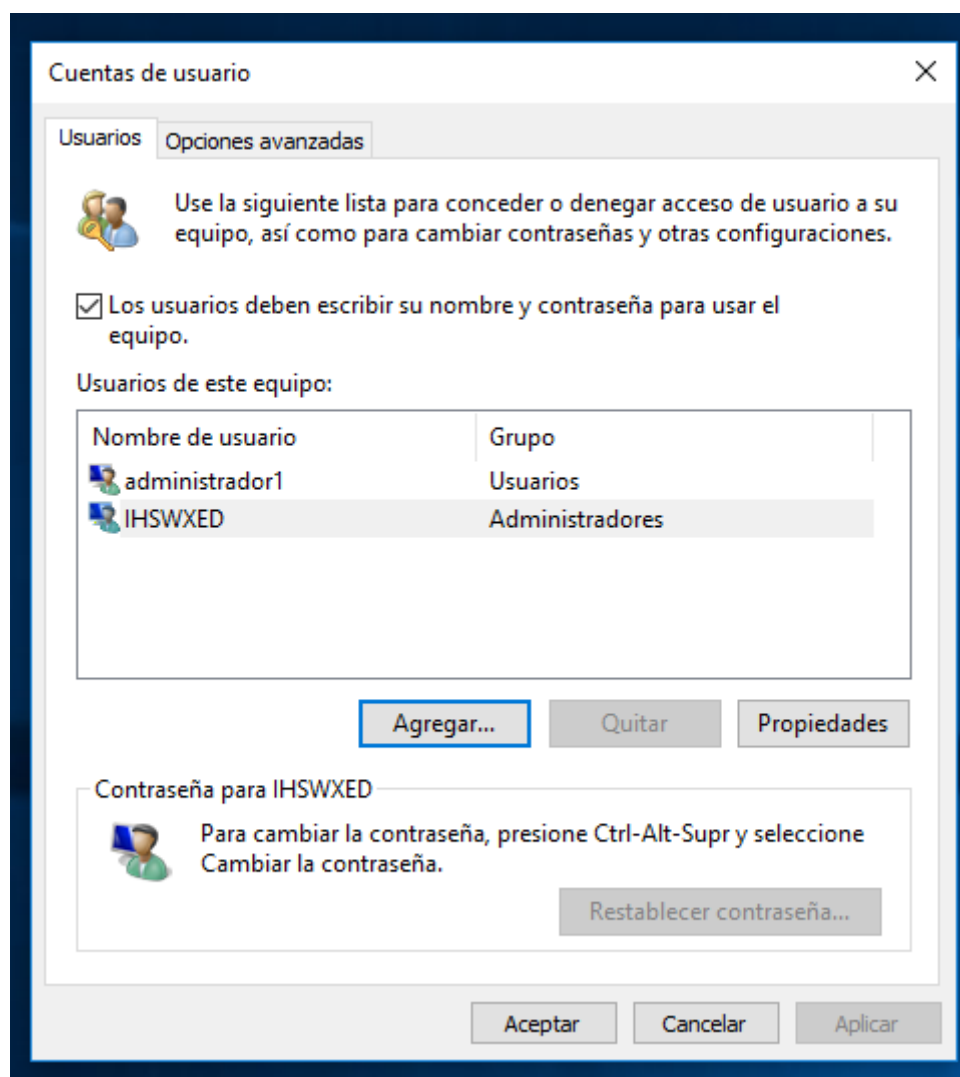 Cuentas de usuario
Usuarios Opciones avanzadas
Use la siguiente lista para conceder o denegar acceso de usuario a su
equipo, así como para cambiar contraseñas y otras configuraciones.
Los usuarios deben escribir su nombre y contraseña para usar el
equipo.
Usuarios de este equipo:
Nombre de usuario Grupo
administrador1 Usuarios
IHSWXED Administradores
Agregar... Quitar Propiedades
Contraseña para IHSWXED
Para cambiar la contraseña, presione Ctrl-Alt-Supr y seleccione
Cambiar la contraseña.
Restablecer contraseña...
Aceptar Cancelar Aplicar